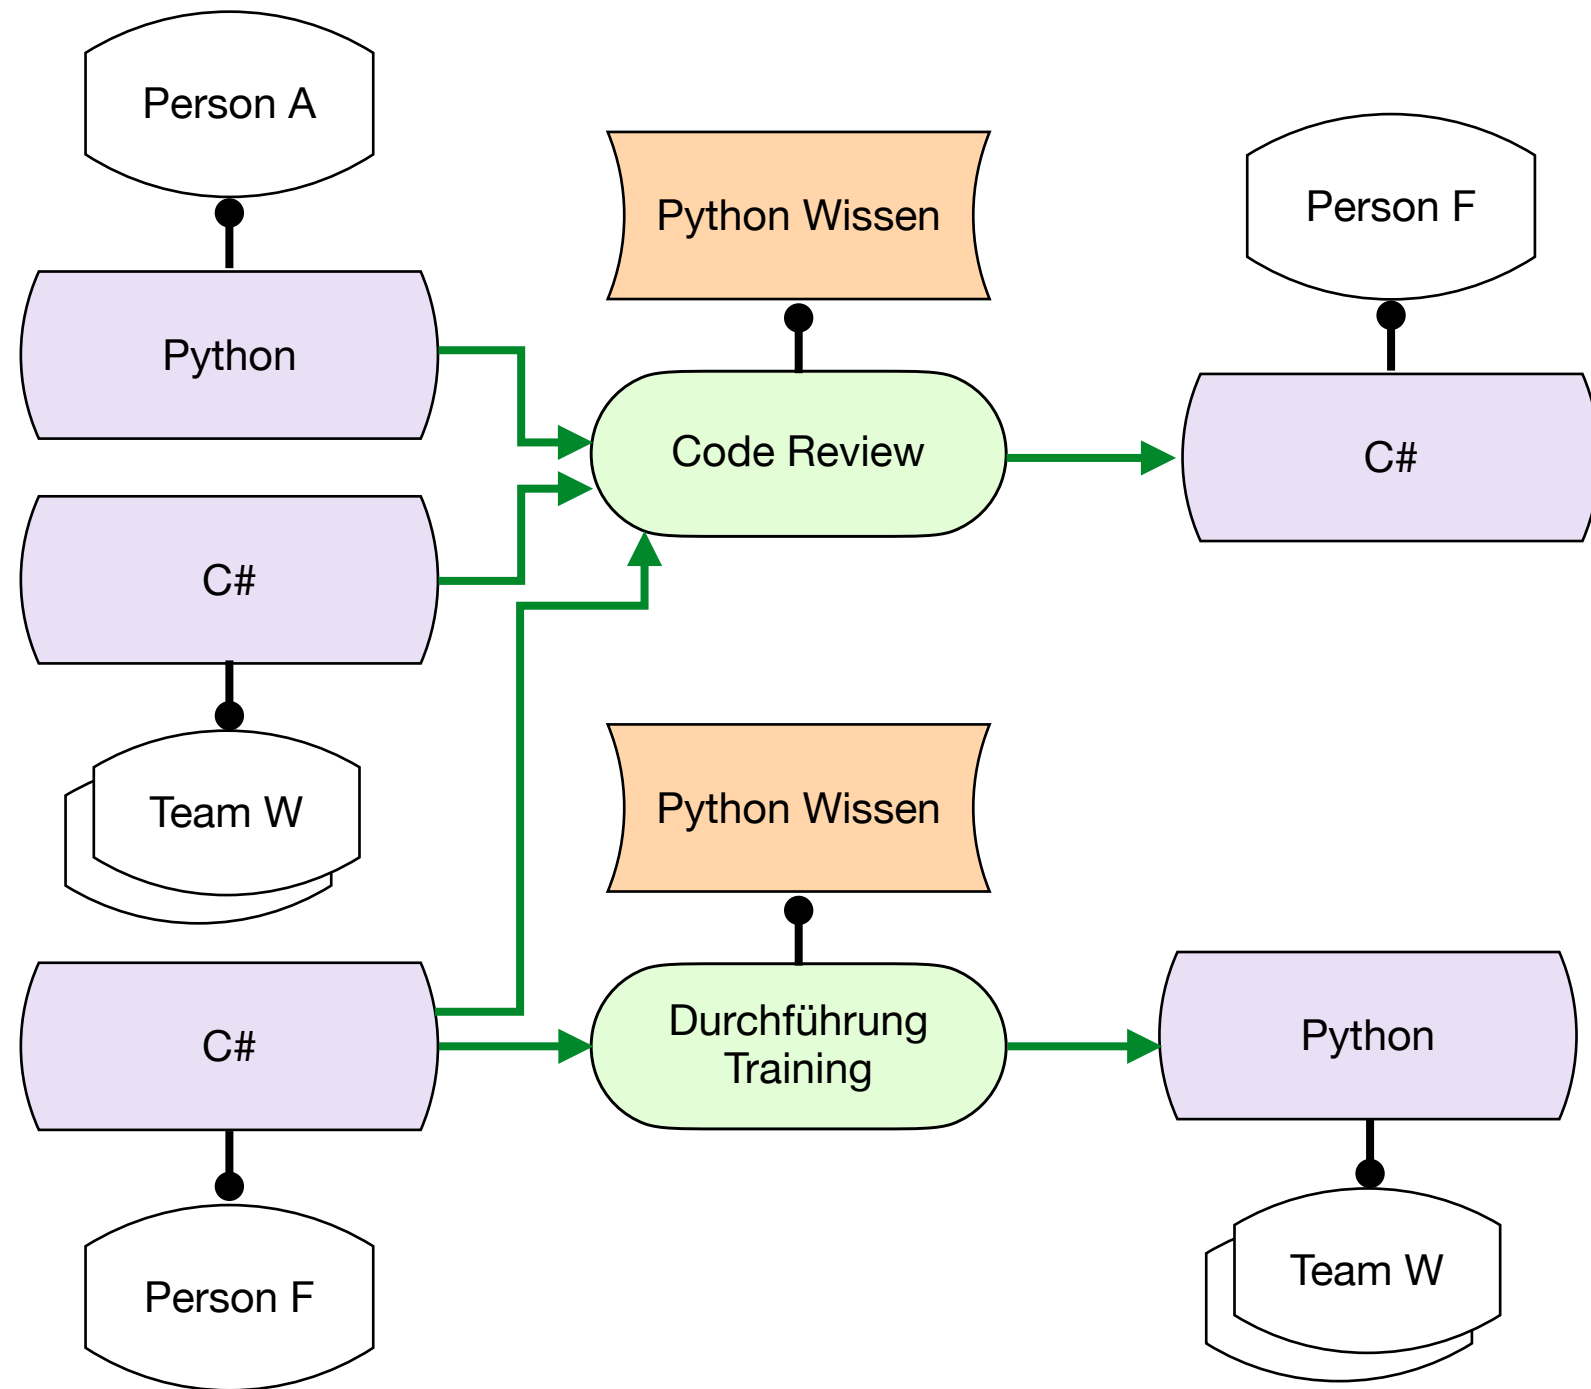 Person A
Python Wissen
Person F
Python
Code Review
C#
C#
Team W
Python Wissen
C#
Durchführung
Training
Python
Person F
Team W